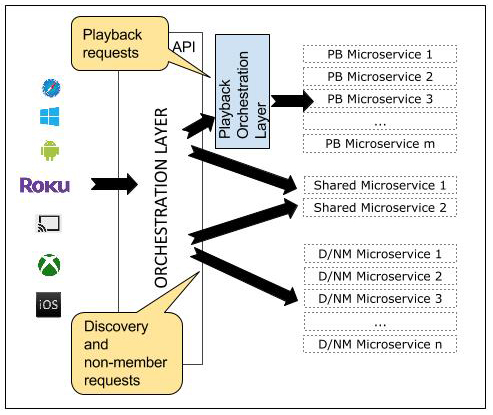 Playback
requests
API
Playback
Orchestration
Layer
ORCHESTRATION LAYER
ROKU
iOS
PB Microservice 1
PB Microservice 2
PB Microservice 3
...
PB Microservice m
Shared Microservice 1
Shared Microservice 2
D/NM Microservice 1
D/NM Microservice 2
D/NM Microservice 3
...
D/NM Microservice n
Discovery
and
non-member
requests